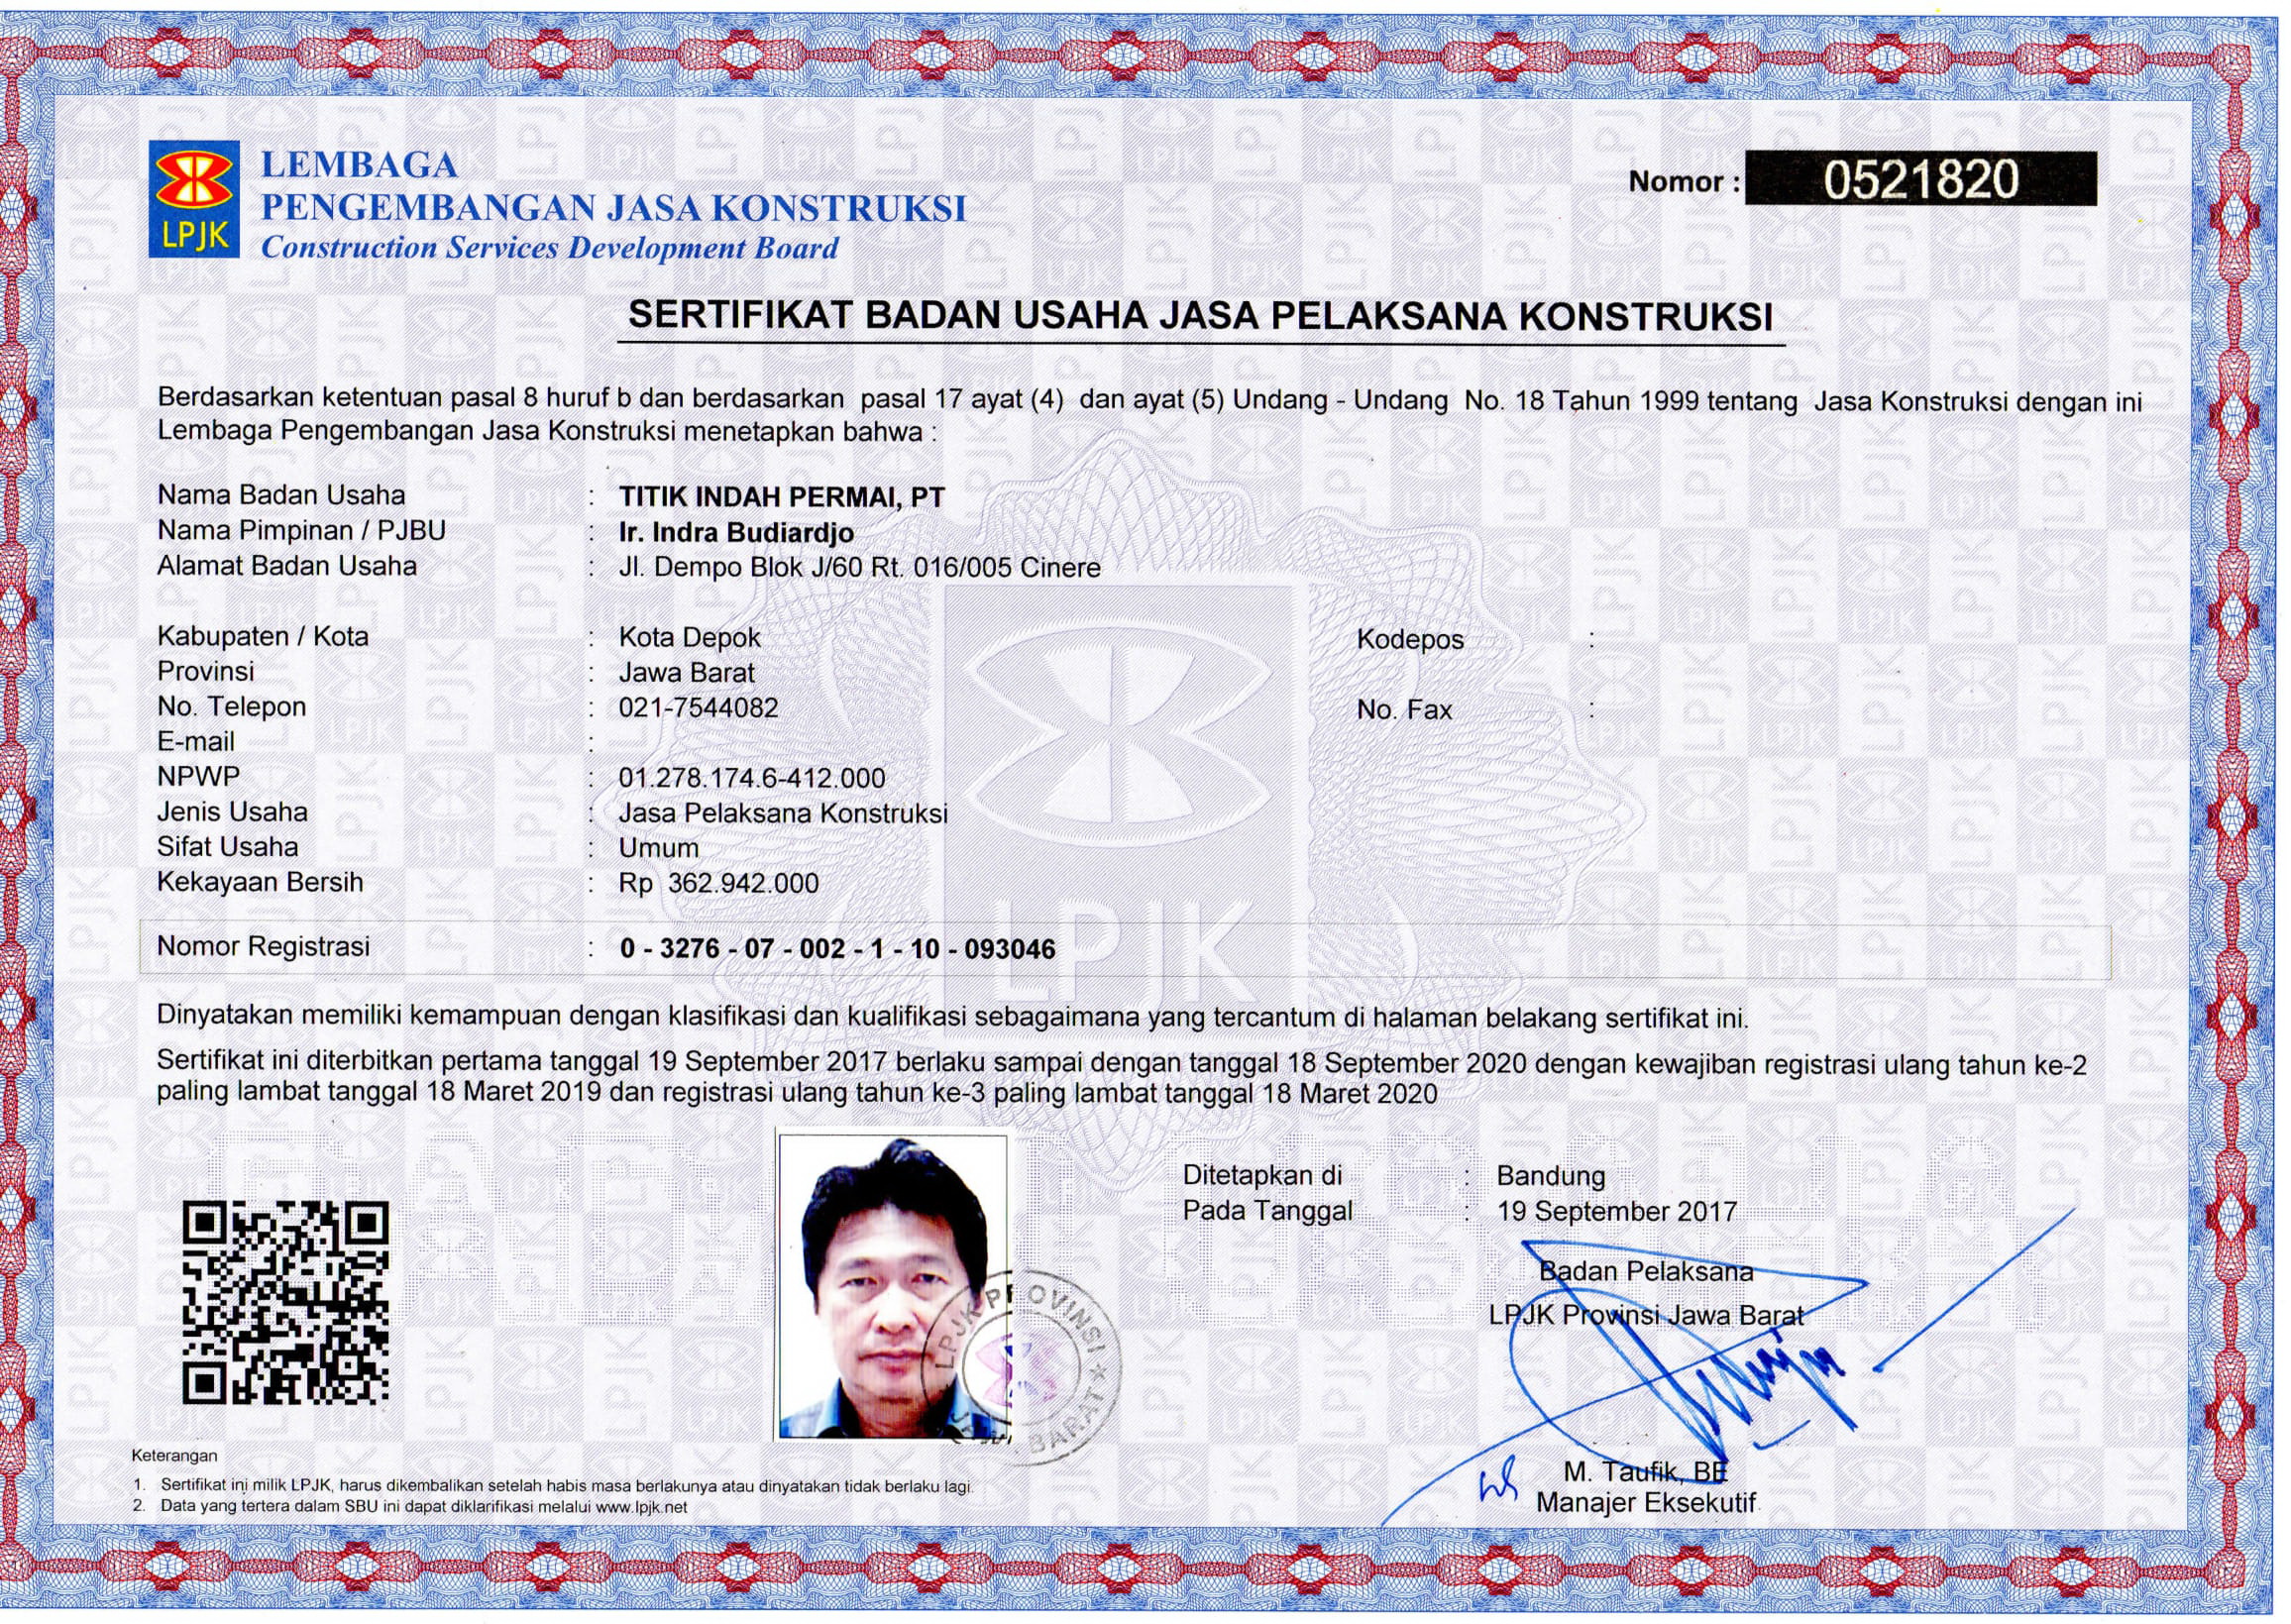 LPJK
LEMBAGA
PENGEMBANGAN JASA KONSTRUKSI
Construction Services Development Board
Nomor : 0521820
SERTIFIKAT BADAN USAHA JASA PELAKSANA KONSTRUKSI
Berdasarkan ketentuan pasal 8 huruf b dan berdasarkan pasal 17 ayat (4) dan ayat (5) Undang - Undang No. 18 Tahun 1999 tentang Jasa Konstruksi dengan ini
Lembaga Pengembangan Jasa Konstruksi menetapkan bahwa :
Nama Badan Usaha : TITIK INDAH PERMAI, PT
Nama Pimpinan / PJBU : Ir. Indra Budiardjo
Alamat Badan Usaha : Jl. Dempo Blok J/60 Rt. 016/005 Cinere
Kabupaten / Kota : Kota Depok Kodepos :
Provinsi : Jawa Barat
No. Telepon : 021-7544082 No. Fax :
E-mail :
NPWP : 01.278.174.6-412.000
Jenis Usaha : Jasa Pelaksana Konstruksi
Sifat Usaha : Umum
Kekayaan Bersih : Rp 362.942.000
Nomor Registrasi : 0 - 3276 - 07 - 002 - 1 - 10 - 093046
Dinyatakan memiliki kemampuan dengan klasifikasi dan kualifikasi sebagaimana yang tercantum di halaman belakang sertifikat ini.
Sertifikat ini diterbitkan pertama tanggal 19 September 2017 berlaku sampai dengan tanggal 18 September 2020 dengan kewajiban registrasi ulang tahun ke-2
paling lambat tanggal 18 Maret 2019 dan registrasi ulang tahun ke-3 paling lambat tanggal 18 Maret 2020
Ditetapkan di : Bandung
Pada Tanggal : 19 September 2017
Badan Pelaksana
LPJK Provinsi Jawa Barat
LPJK PROVINSI
JAWA BARAT
M. Taufik, BE
Manajer Eksekutif
Keterangan
1. Sertifikat ini milik LPJK, harus dikembalikan setelah habis masa berlakunya atau dinyatakan tidak berlaku lagi.
2. Data yang tertera dalam SBU ini dapat diklarifikasi melalui www.lpjk.net